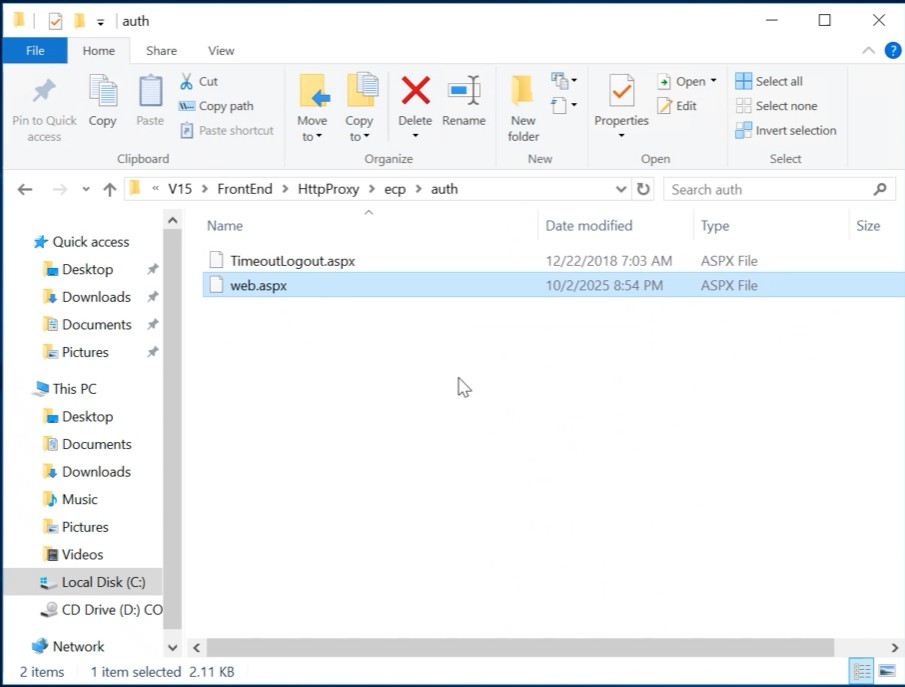 auth
File Home Share View
Pin to Quick access
Copy
Paste
Cut
Copy path
Paste shortcut
Clipboard
Move to
Copy to
Delete
Rename
Organize
New folder
New
Properties
Open
Edit
Open
Select all
Select none
Invert selection
Select
« V15 > FrontEnd > HttpProxy > ecp > auth
Search auth
Name Date modified Type Size
TimeoutLogout.aspx 12/22/2018 7:03 AM ASPX File
web.aspx 10/2/2025 8:54 PM ASPX File
Quick access
Desktop
Downloads
Documents
Pictures
This PC
Desktop
Documents
Downloads
Music
Pictures
Videos
Local Disk (C:)
CD Drive (D:) CO
Network
2 items 1 item selected 2.11 KB